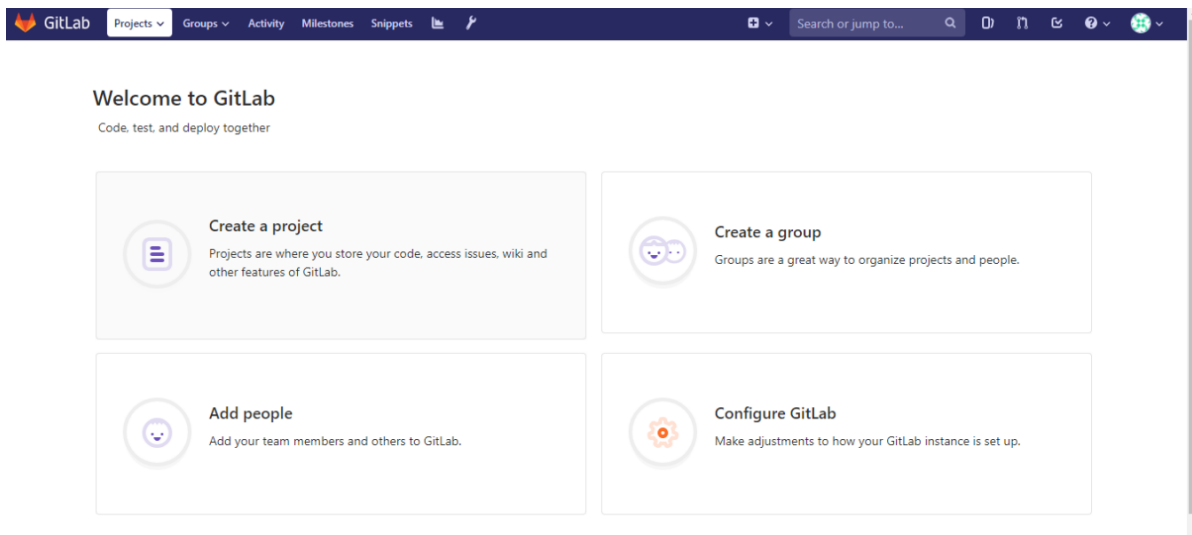 GitLab Projects Groups Activity Milestones Snippets Search or jump to...
Welcome to GitLab
Code, test, and deploy together
Create a project
Projects are where you store your code, access issues, wiki and
other features of GitLab.
Create a group
Groups are a great way to organize projects and people.
Add people
Add your team members and others to GitLab.
Configure GitLab
Make adjustments to how your GitLab instance is set up.